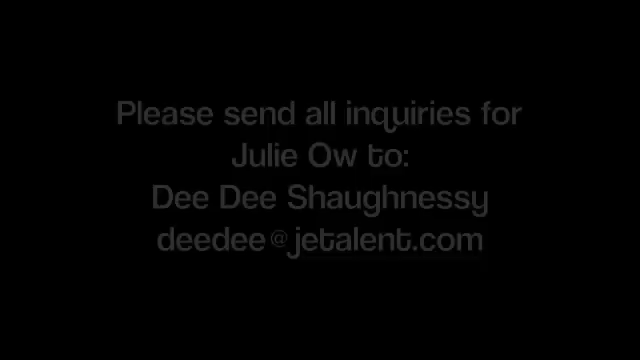 Please send all inquiries for
Julie Ow to:
Dee Dee Shaughnessy
deedee@jetalent.com